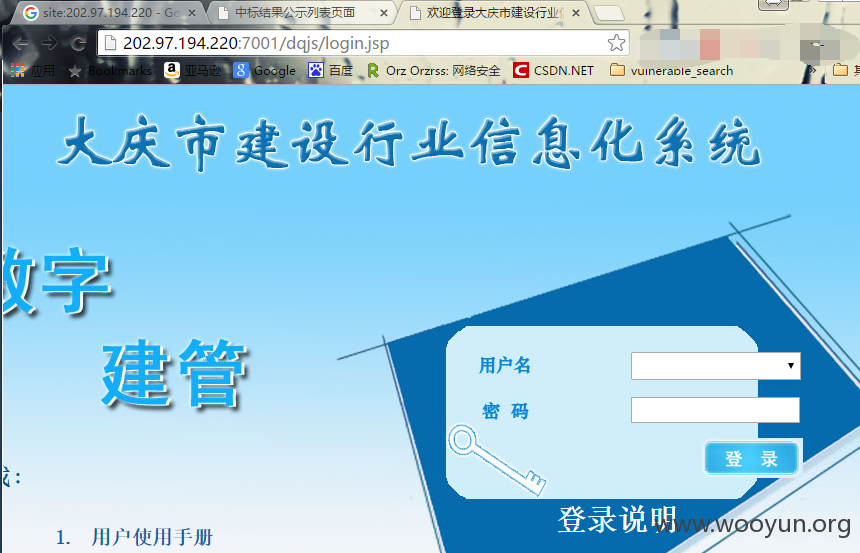 site:202.97.194.220 - Go
中标结果公示列表页面
欢迎登录大庆市建设行业
202.97.194.220:7001/dqjs/login.jsp
应用 Bookmarks 亚马逊 Google 百度 Orz Orzrss: 网络安全 CSDN.NET vulnerable_search
大庆市建设行业信息化系统
数字
建管
用户名
密 码
登 录
登录说明
1. 用户使用手册
www.wooyun.org